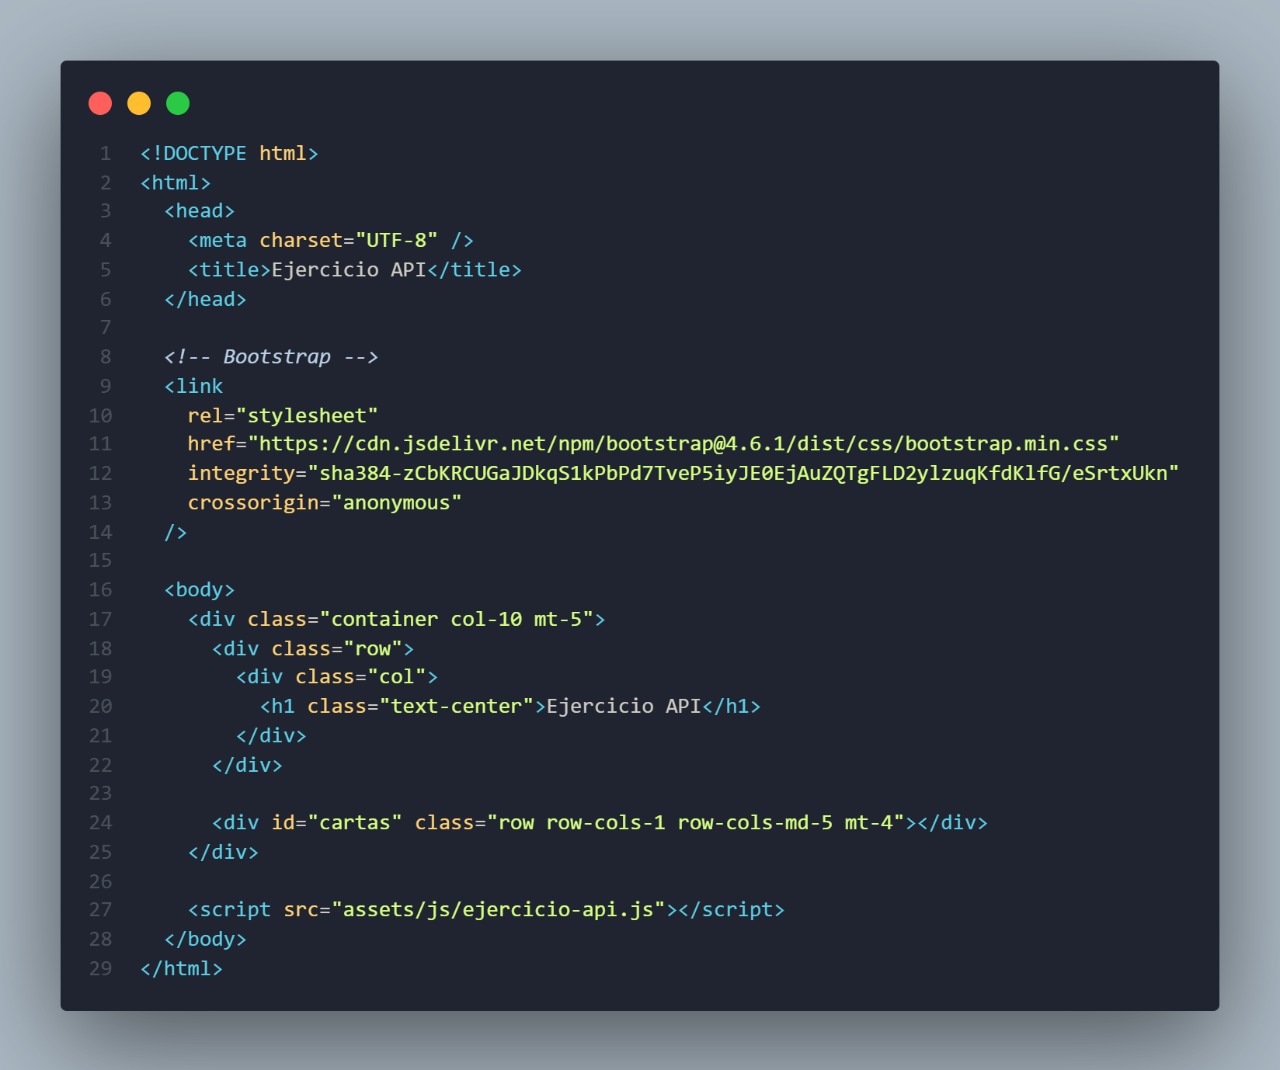 1 <!DOCTYPE html>
2 <html>
3 <head>
4 <meta charset="UTF-8" />
5 <title>Ejercicio API</title>
6 </head>
7
8 <!-- Bootstrap -->
9 <link
10 rel="stylesheet"
11 href="https://cdn.jsdelivr.net/npm/bootstrap@4.6.1/dist/css/bootstrap.min.css"
12 integrity="sha384-zCbKRCUGaJDkqS1kPbPd7TveP5iyJE0EjAuZQTgFLD2ylzuqKfdKlfG/eSrtxUkn"
13 crossorigin="anonymous"
14 />
15
16 <body>
17 <div class="container col-10 mt-5">
18 <div class="row">
19 <div class="col">
20 <h1 class="text-center">Ejercicio API</h1>
21 </div>
22 </div>
23
24 <div id="cartas" class="row row-cols-1 row-cols-md-5 mt-4"></div>
25 </div>
26
27 <script src="assets/js/ejercicio-api.js"></script>
28 </body>
29 </html>